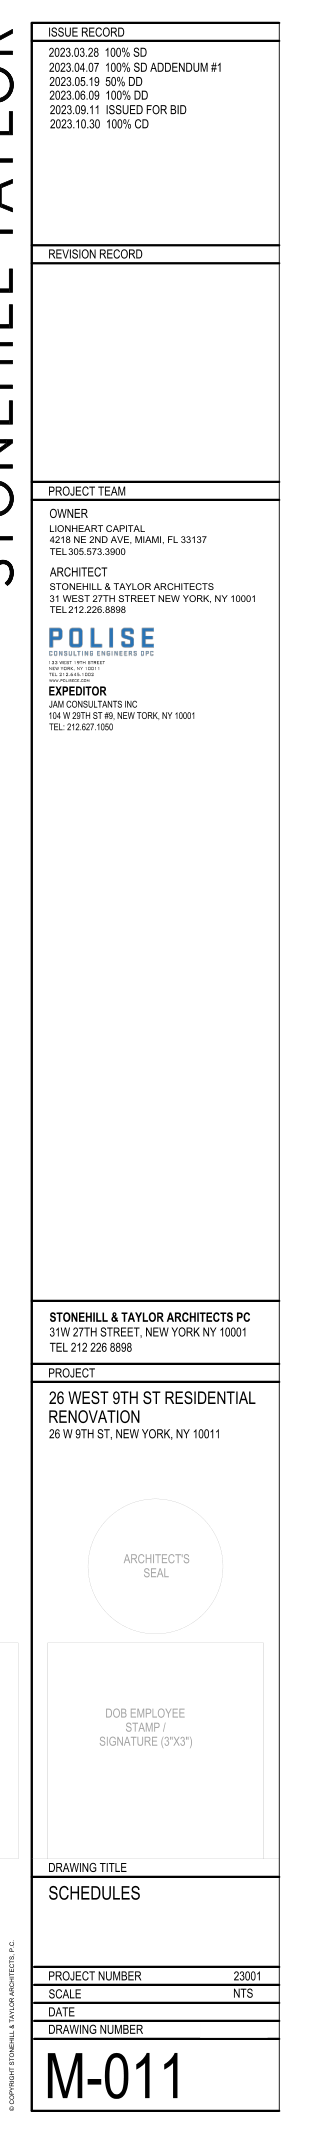 STONEHILL TAYLOR
ISSUE RECORD
2023.03.28 100% SD
2023.04.07 100% SD ADDENDUM #1
2023.05.19 50% DD
2023.06.09 100% DD
2023.09.11 ISSUED FOR BID
2023.10.30 100% CD
REVISION RECORD
PROJECT TEAM
OWNER
LIONHEART CAPITAL
4218 NE 2ND AVE, MIAMI, FL 33137
TEL 305.573.3900
ARCHITECT
STONEHILL & TAYLOR ARCHITECTS
31 WEST 27TH STREET NEW YORK, NY 10001
TEL 212.226.8898
POLISE
CONSULTING ENGINEERS DPC
133 WEST 19TH STREET
NEW YORK, NY 10011
TEL 212.645.1002
WWW.POLISECE.COM
EXPEDITOR
JAM CONSULTANTS INC
104 W 29TH ST #9, NEW TORK, NY 10001
TEL: 212.627.1050
STONEHILL & TAYLOR ARCHITECTS PC
31W 27TH STREET, NEW YORK NY 10001
TEL 212 226 8898
PROJECT
26 WEST 9TH ST RESIDENTIAL
RENOVATION
26 W 9TH ST, NEW YORK, NY 10011
ARCHITECT'S
SEAL
DOB EMPLOYEE
STAMP /
SIGNATURE (3"X3")
DRAWING TITLE
SCHEDULES
PROJECT NUMBER 23001
SCALE NTS
DATE
DRAWING NUMBER
M-011
© COPYRIGHT STONEHILL & TAYLOR ARCHITECTS, P.C.